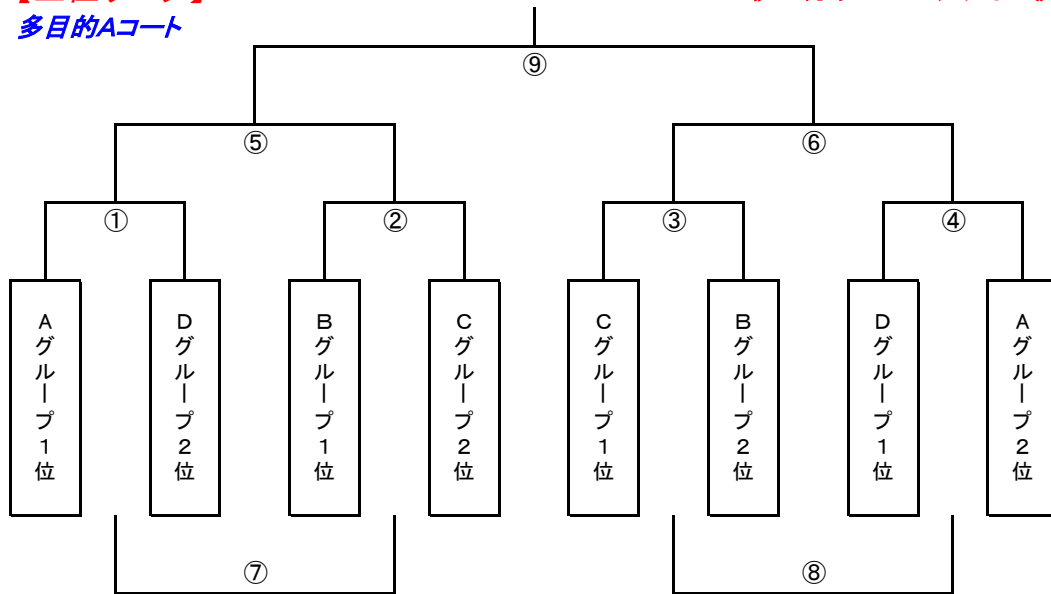 多目的Aコート
⑨
⑤
⑥
①
②
③
④
Aグループ1位
Dグループ2位
Bグループ1位
Cグループ2位
Cグループ1位
Bグループ2位
Dグループ1位
Aグループ2位
⑦
⑧